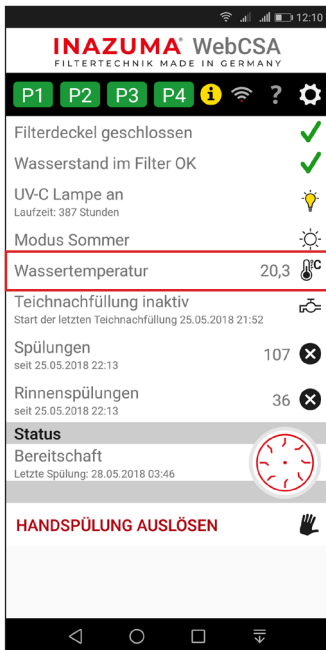 12:10
INAZUMA® WebCSA
FILTERTECHNIK MADE IN GERMANY
P1 P2 P3 P4 i ?
Filterdeckel geschlossen
Wasserstand im Filter OK
UV-C Lampe an
Laufzeit: 387 Stunden
Modus Sommer
Wassertemperatur 20,3 °C
Teichnachfüllung inaktiv
Start der letzten Teichnachfüllung 25.05.2018 21:52
Spülungen 107
seit 25.05.2018 22:13
Rinnenspülungen 36
seit 25.05.2018 22:13
Status
Bereitschaft
Letzte Spülung: 28.05.2018 03:46
HANDSPÜLUNG AUSLÖSEN